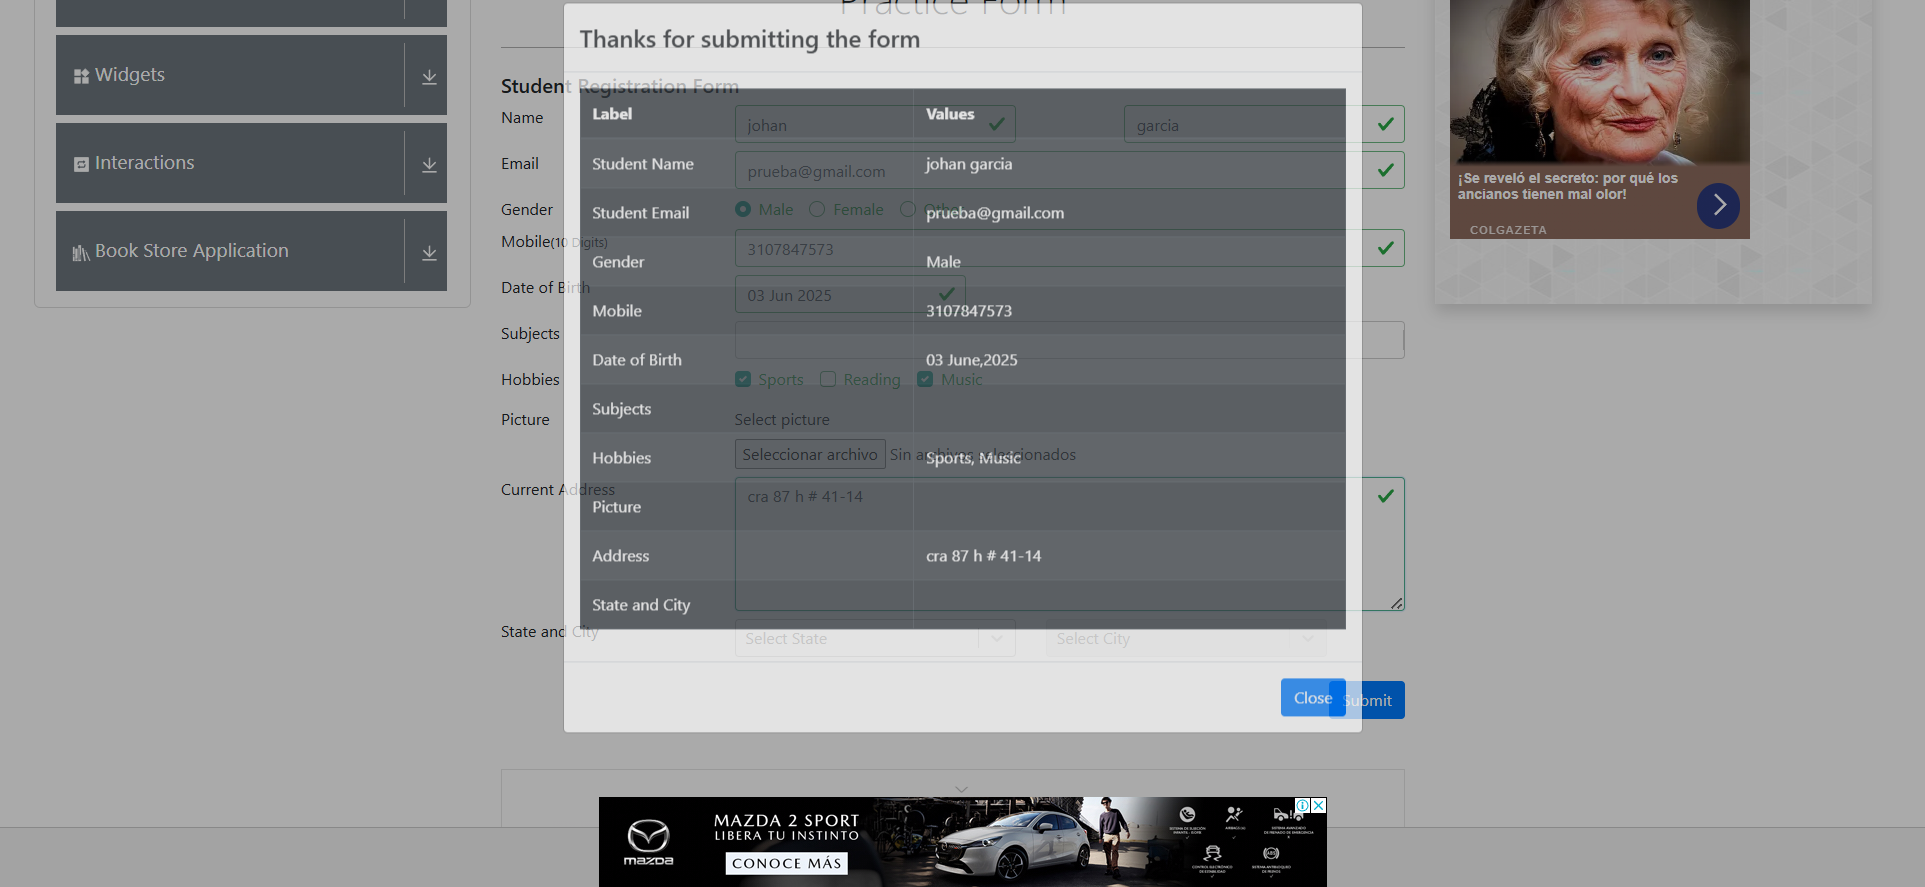 Practice Form
Thanks for submitting the form
Widgets
Interactions
Book Store Application
Student Registration Form
Name
johan
garcia
Email
prueba@gmail.com
Gender
Male
Female
Mobile(10 Digits)
3107847573
Date of Birth
03 Jun 2025
Subjects
Hobbies
Sports
Reading
Music
Picture
Select picture
Seleccionar archivo
Sin archivos seleccionados
Current Address
cra 87 h # 41-14
State and City
Select State
Select City
Submit
Label Values
Student Name johan garcia
Student Email prueba@gmail.com
Gender Male
Mobile 3107847573
Date of Birth 03 June,2025
Subjects
Hobbies Sports, Music
Picture
Address cra 87 h # 41-14
State and City
Close
¡Se reveló el secreto: por qué los
ancianos tienen mal olor!
COLGAZETA
MAZDA 2 SPORT
LIBERA TU INSTINTO
CONOCE MÁS
mazda